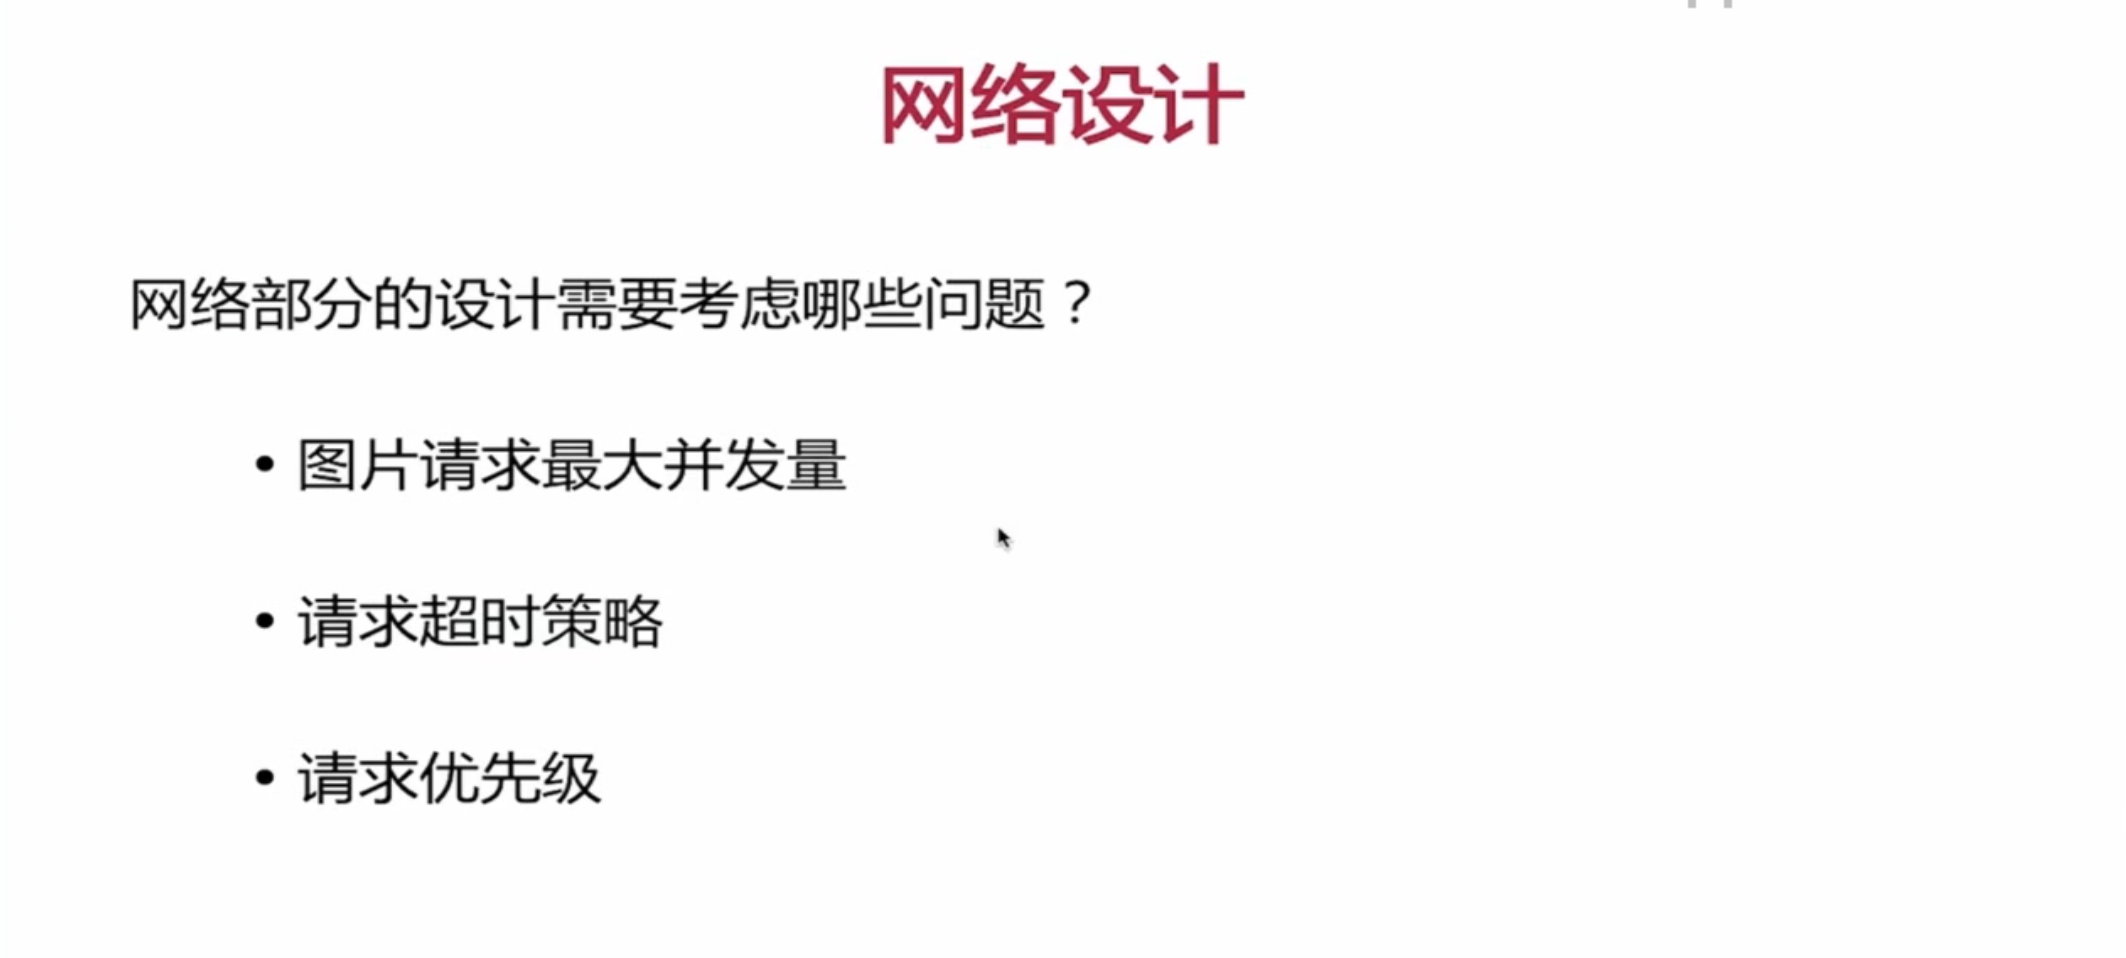 网络设计
网络部分的设计需要考虑哪些问题？
• 图片请求最大并发量
• 请求超时策略
• 请求优先级